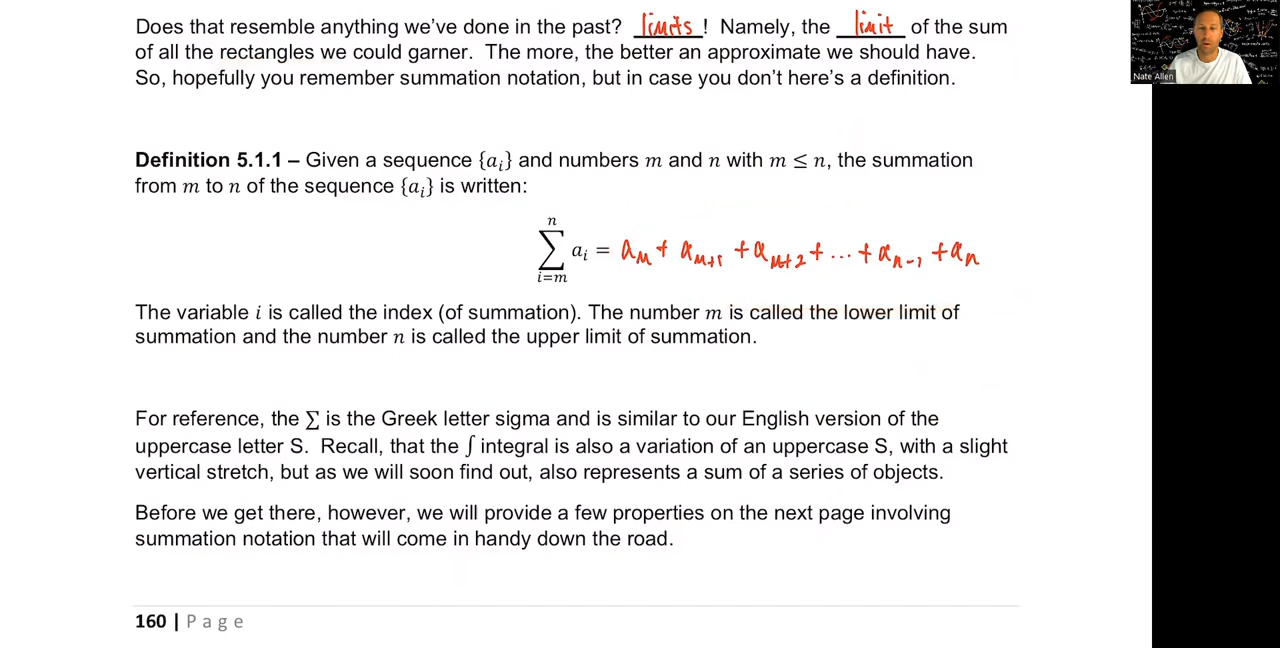 Does that resemble anything we've done in the past? limits! Namely, the limit of the sum
of all the rectangles we could garner. The more, the better an approximate we should have.
So, hopefully you remember summation notation, but in case you don't here's a definition.
Nate Allen
Definition 5.1.1 – Given a sequence {aᵢ} and numbers m and n with m ≤ n, the summation
from m to n of the sequence {aᵢ} is written:
n
∑ aᵢ = aₘ + aₘ₊₁ + aₘ₊₂ + ... + aₙ₋₁ + aₙ
i=m
The variable i is called the index (of summation). The number m is called the lower limit of
summation and the number n is called the upper limit of summation.
For reference, the ∑ is the Greek letter sigma and is similar to our English version of the
uppercase letter S. Recall, that the ∫ integral is also a variation of an uppercase S, with a slight
vertical stretch, but as we will soon find out, also represents a sum of a series of objects.
Before we get there, however, we will provide a few properties on the next page involving
summation notation that will come in handy down the road.
160 | Page